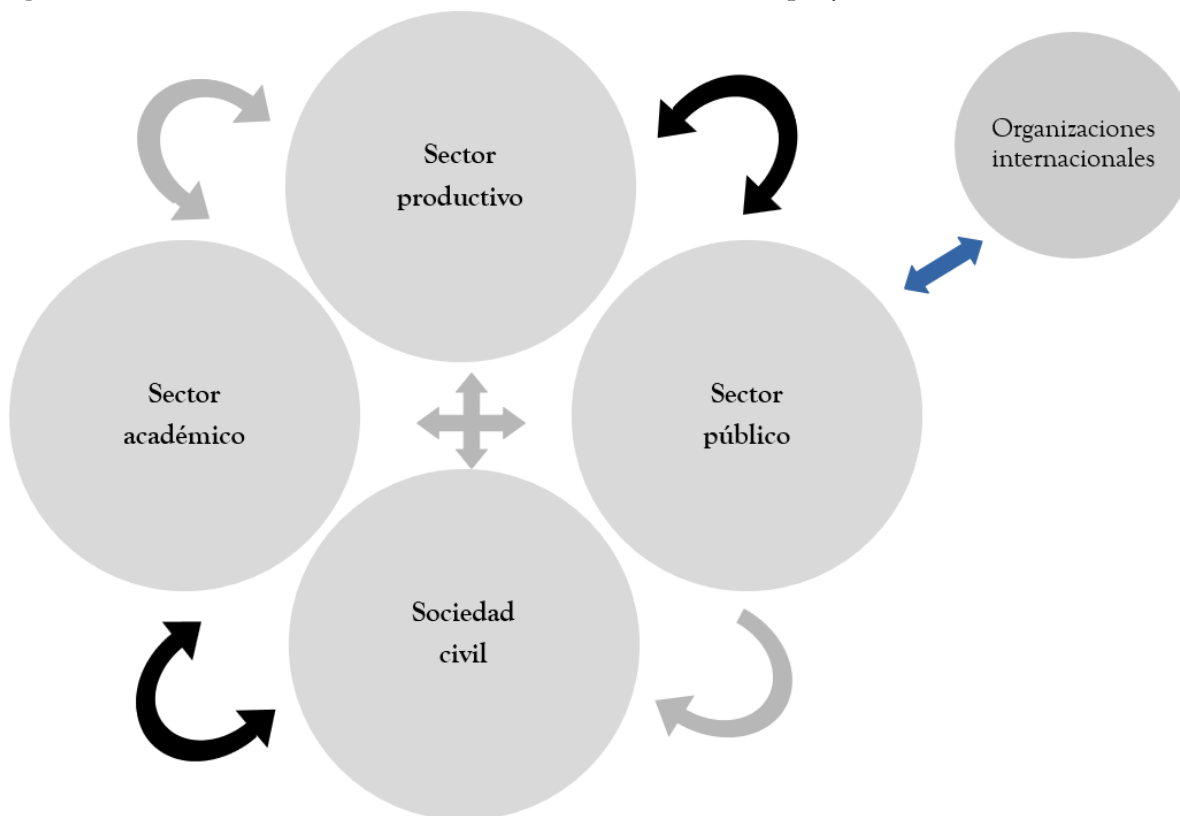 Sector
productivo
Organizaciones
internacionales
Sector
académico
Sector
público
Sociedad
civil